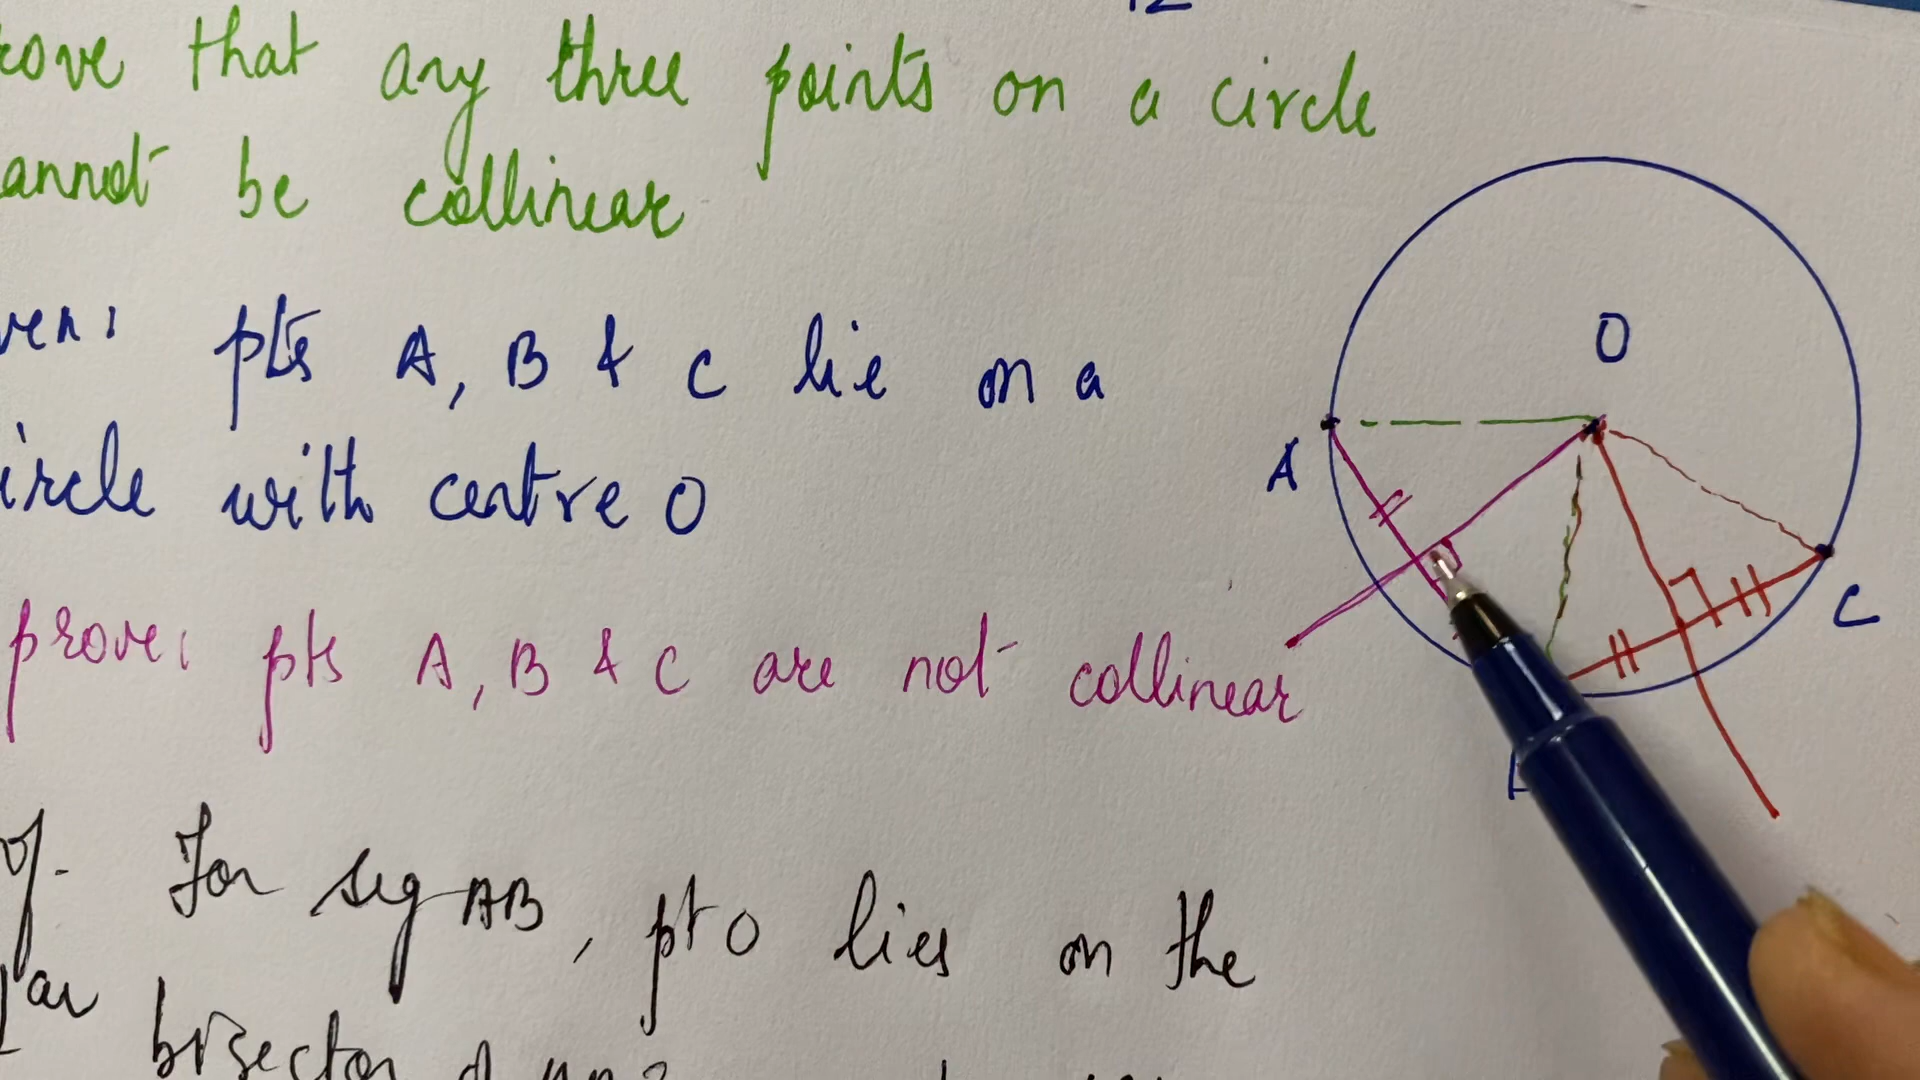 rove that any three points on a circle
annot be collinear
ven: pts A, B & C lie on a
ircle with centre O
prove: pts A, B & C are not collinear
For seg AB, pt O lies on the
bisector
O
A
C